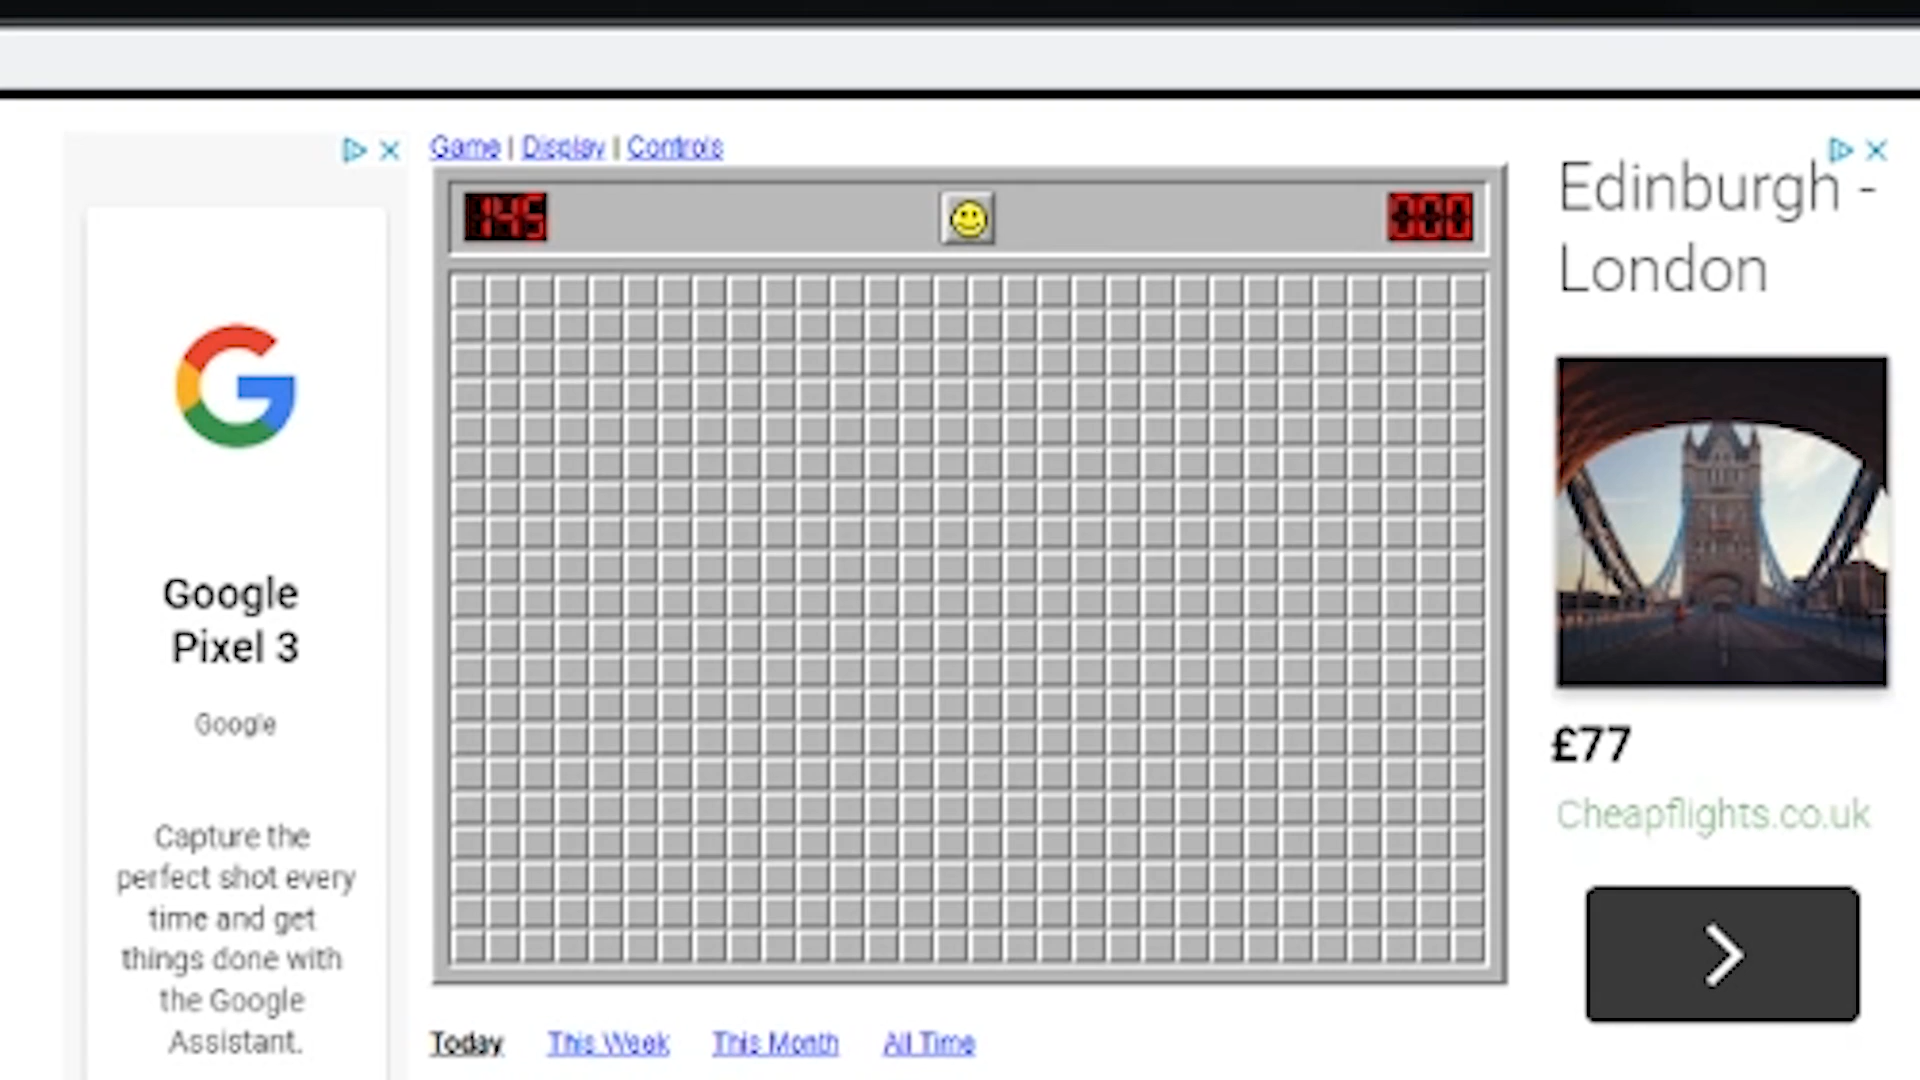 Game | Display | Controls
145
000
Google
Pixel 3
Google
Capture the
perfect shot every
time and get
things done with
the Google
Assistant.
Edinburgh -
London
£77
Cheapflights.co.uk
Today This Week This Month All Time